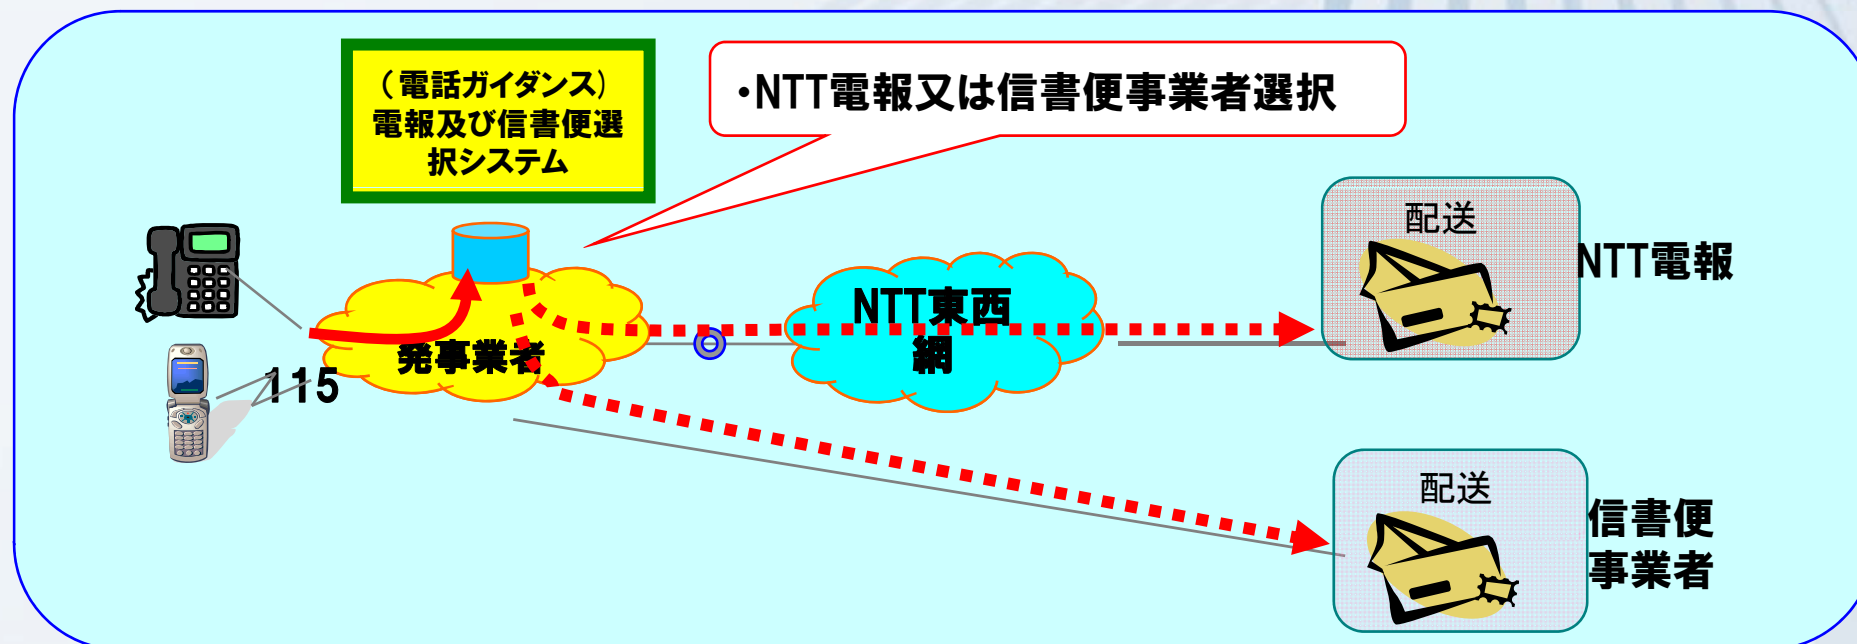 （電話ガイダンス）
電報及び信書便選
択システム
・NTT電報又は信書便事業者選択
配送
NTT電報
NTT東西
網
発事業者
115
配送
信書便
事業者